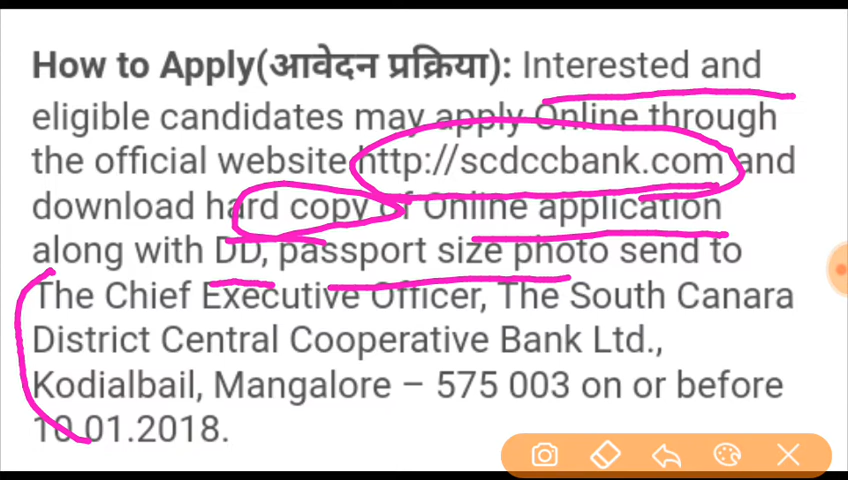 How to Apply(आवेदन प्रक्रिया): Interested and
eligible candidates may apply Online through
the official website http://scdccbank.com and
download hard copy of Online application
along with DD, passport size photo send to
The Chief Executive Officer, The South Canara
District Central Cooperative Bank Ltd.,
Kodialbail, Mangalore – 575 003 on or before
10.01.2018.